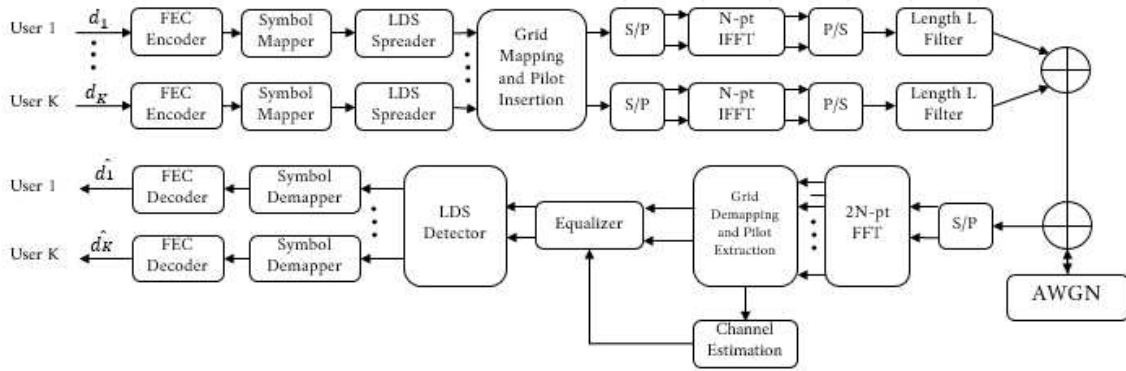 User 1
d₁
FEC
Encoder
Symbol
Mapper
LDS
Spreader
Grid
Mapping
and Pilot
Insertion
S/P
N-pt
IFFT
P/S
Length L
Filter
User K
d_K
FEC
Encoder
Symbol
Mapper
LDS
Spreader
S/P
N-pt
IFFT
P/S
Length L
Filter
User 1
d̂₁
FEC
Decoder
Symbol
Demapper
LDS
Detector
Equalizer
Grid
Demapping
and Pilot
Extraction
2N-pt
FFT
S/P
User K
d̂_K
FEC
Decoder
Symbol
Demapper
AWGN
Channel
Estimation